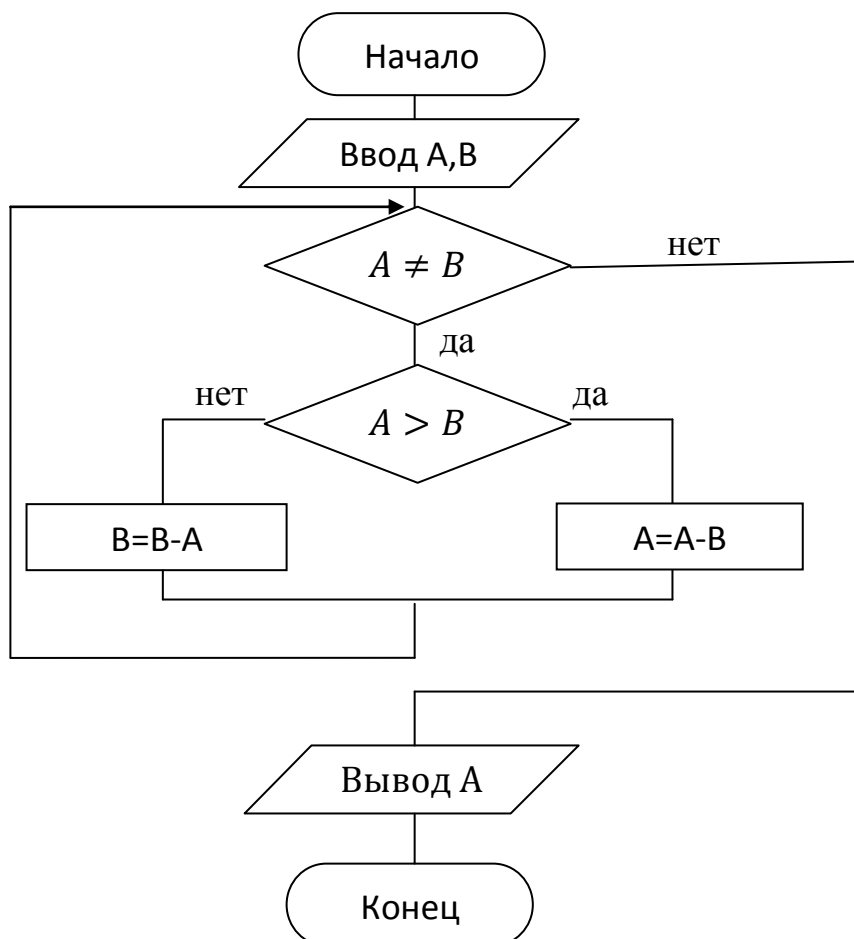 Начало
Ввод А,В
A ≠ B
нет
да
нет
A > B
да
В=В-А
А=А-В
Вывод А
Конец